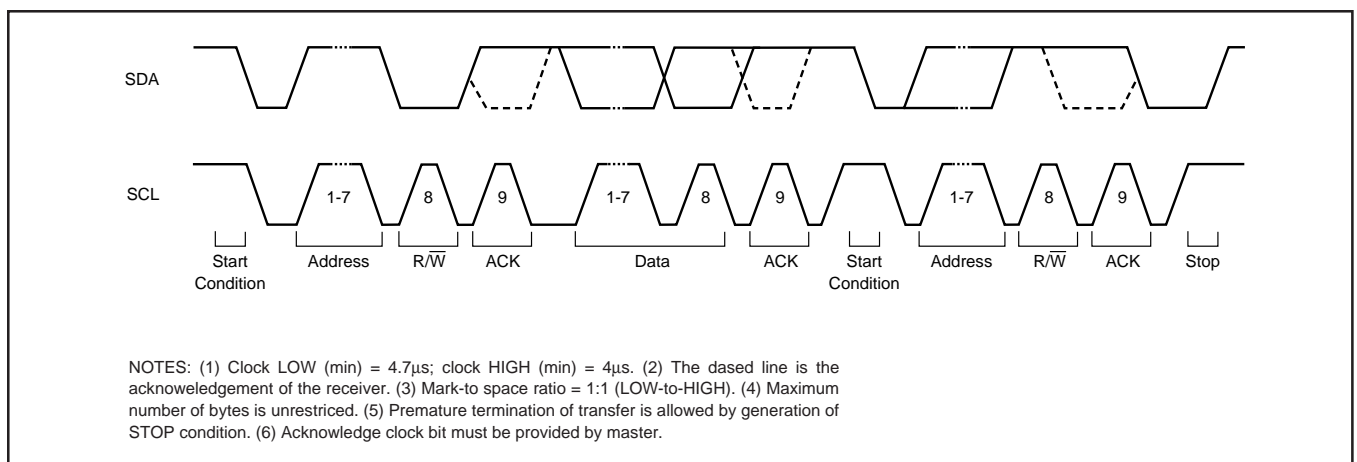 SDA
SCL
1-7
8
9
1-7
8
9
1-7
8
9
Start
Condition
Address
R/W̅
ACK
Data
ACK
Start
Condition
Address
R/W̅
ACK
Stop
NOTES: (1) Clock LOW (min) = 4.7µs; clock HIGH (min) = 4µs. (2) The dased line is the
acknoweledgement of the receiver. (3) Mark-to space ratio = 1:1 (LOW-to-HIGH). (4) Maximum
number of bytes is unrestriced. (5) Premature termination of transfer is allowed by generation of
STOP condition. (6) Acknowledge clock bit must be provided by master.